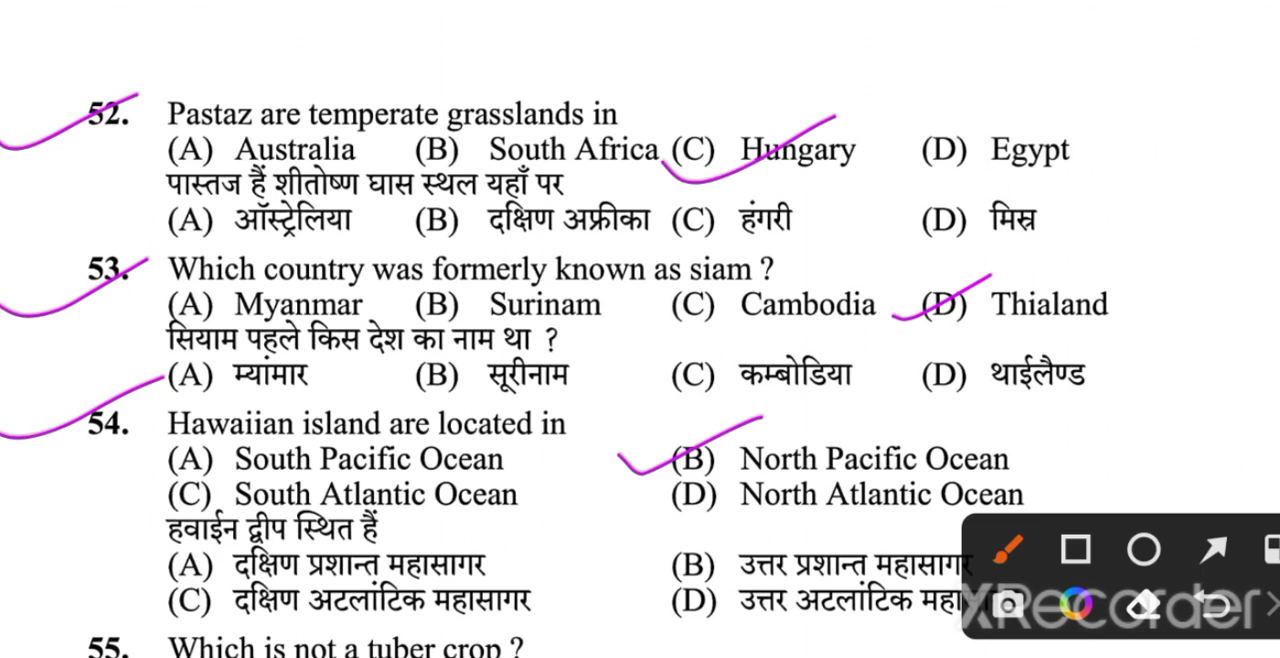 52. Pastaz are temperate grasslands in
(A) Australia (B) South Africa (C) Hungary (D) Egypt
पास्तज हैं शीतोष्ण घास स्थल यहाँ पर
(A) ऑस्ट्रेलिया (B) दक्षिण अफ्रीका (C) हंगरी (D) मिस्र
53. Which country was formerly known as siam ?
(A) Myanmar (B) Surinam (C) Cambodia (D) Thialand
सियाम पहले किस देश का नाम था ?
(A) म्यांमार (B) सूरीनाम (C) कम्बोडिया (D) थाईलैण्ड
54. Hawaiian island are located in
(A) South Pacific Ocean (B) North Pacific Ocean
(C) South Atlantic Ocean (D) North Atlantic Ocean
हवाईन द्वीप स्थित हैं
(A) दक्षिण प्रशान्त महासागर (B) उत्तर प्रशान्त महासागर
(C) दक्षिण अटलांटिक महासागर (D) उत्तर अटलांटिक महा
XRecorder
55. Which is not a tuber crop ?